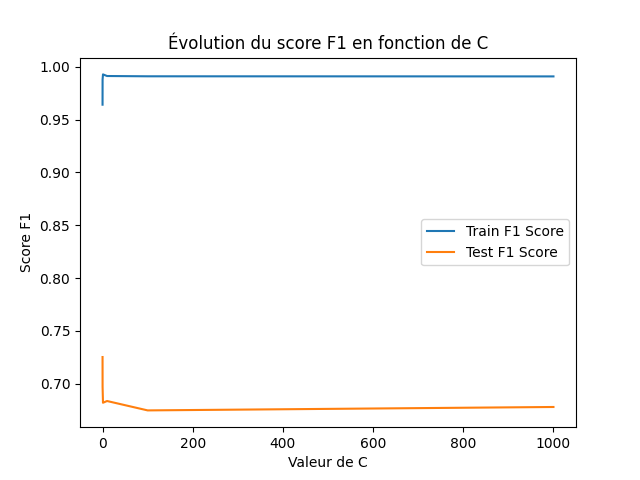 Évolution du score F1 en fonction de C
1.00
0.95
0.90
0.85
0.80
0.75
0.70
Score F1
Train F1 Score
Test F1 Score
0 200 400 600 800 1000
Valeur de C